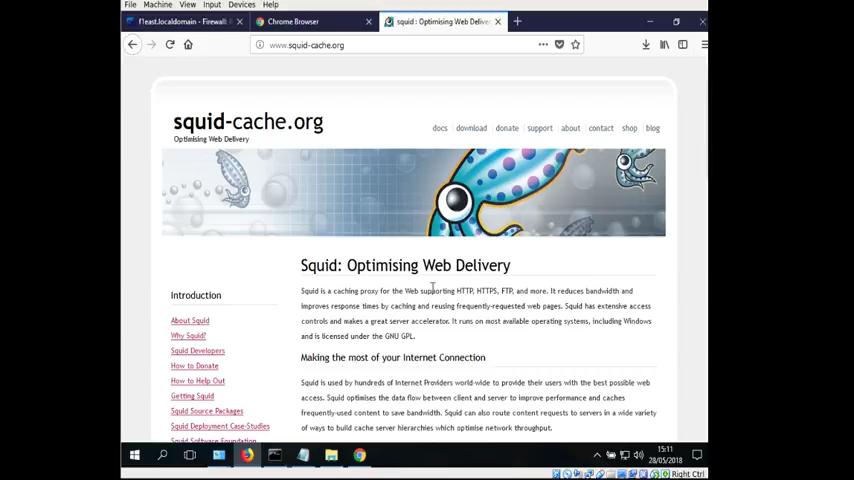 File Machine View Input Devices Help
f1east.localdomain - Firewall:
Chrome Browser
squid : Optimising Web Delivery
www.squid-cache.org
squid-cache.org
Optimising Web Delivery
docs download donate support about contact shop blog
Squid: Optimising Web Delivery
Introduction
About Squid
Why Squid?
Squid Developers
How to Donate
How to Help Out
Getting Squid
Squid Source Packages
Squid Deployment Case-Studies
Squid Software Foundation
Squid is a caching proxy for the Web supporting HTTP, HTTPS, FTP, and more. It reduces bandwidth and
improves response times by caching and reusing frequently-requested web pages. Squid has extensive access
controls and makes a great server accelerator. It runs on most available operating systems, including Windows
and is licensed under the GNU GPL.
Making the most of your Internet Connection
Squid is used by hundreds of Internet Providers world-wide to provide their users with the best possible web
access. Squid optimises the data flow between client and server to improve performance and caches
frequently-used content to save bandwidth. Squid can also route content requests to servers in a wide variety
of ways to build cache server hierarchies which optimise network throughput.
15:11
28/05/2018
Right Ctrl